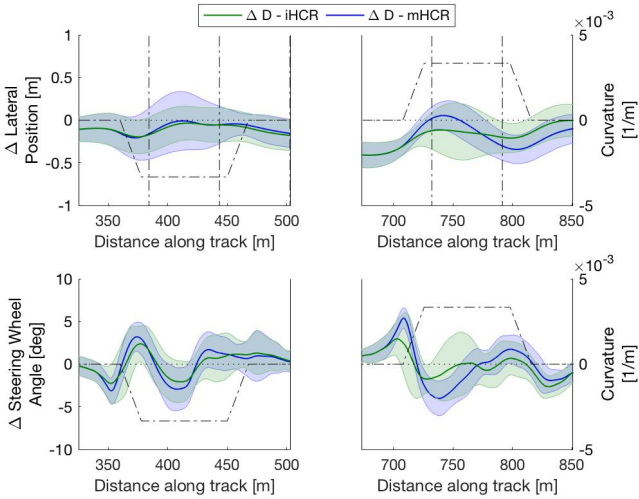 Δ D - iHCR Δ D - mHCR
×10⁻³
1 5
0.5
0 0
-0.5
-1 -5
Δ Lateral
Position [m]
Curvature
[1/m]
350 400 450 500 700 750 800 850
Distance along track [m] Distance along track [m]
×10⁻³
10 5
5
0 0
-5
-10 -5
Δ Steering Wheel
Angle [deg]
Curvature
[1/m]
350 400 450 500 700 750 800 850
Distance along track [m] Distance along track [m]